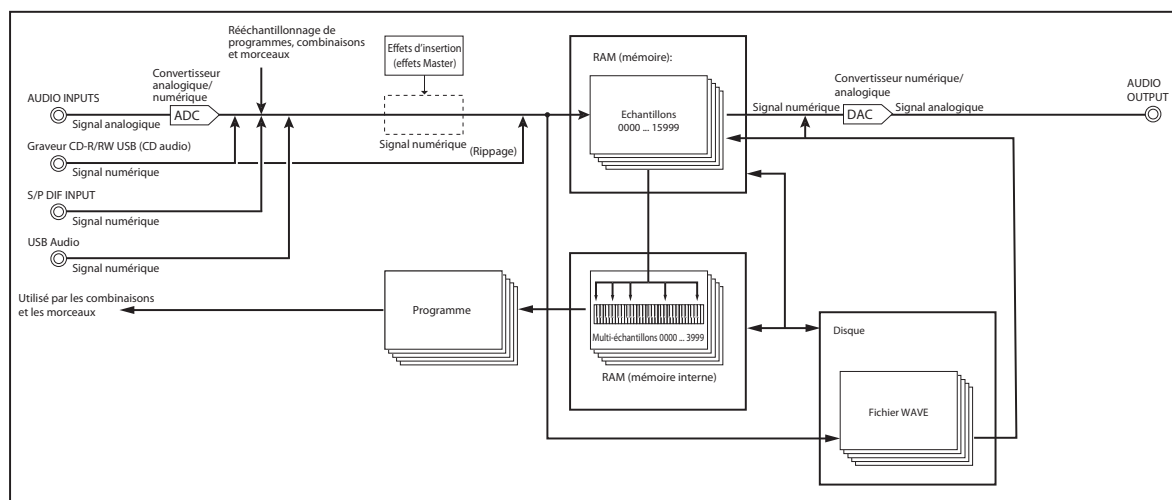 Rééchantillonnage de
programmes, combinaisons
et morceaux
Effets d'insertion
(effets Master)
RAM (mémoire):
Convertisseur
analogique/
numérique
Convertisseur numérique/
analogique
AUDIO INPUTS
ADC
Signal analogique
Echantillons
0000 ... 15999
Signal numérique
DAC
Signal analogique
AUDIO
OUTPUT
Signal numérique
(Rippage)
Graveur CD-R/RW USB (CD audio)
Signal numérique
S/P DIF INPUT
Signal numérique
USB Audio
Signal numérique
Utilisé par les combinaisons
et les morceaux
Programme
Multi-échantillons 0000 ... 3999
RAM (mémoire interne)
Disque
Fichier WAVE